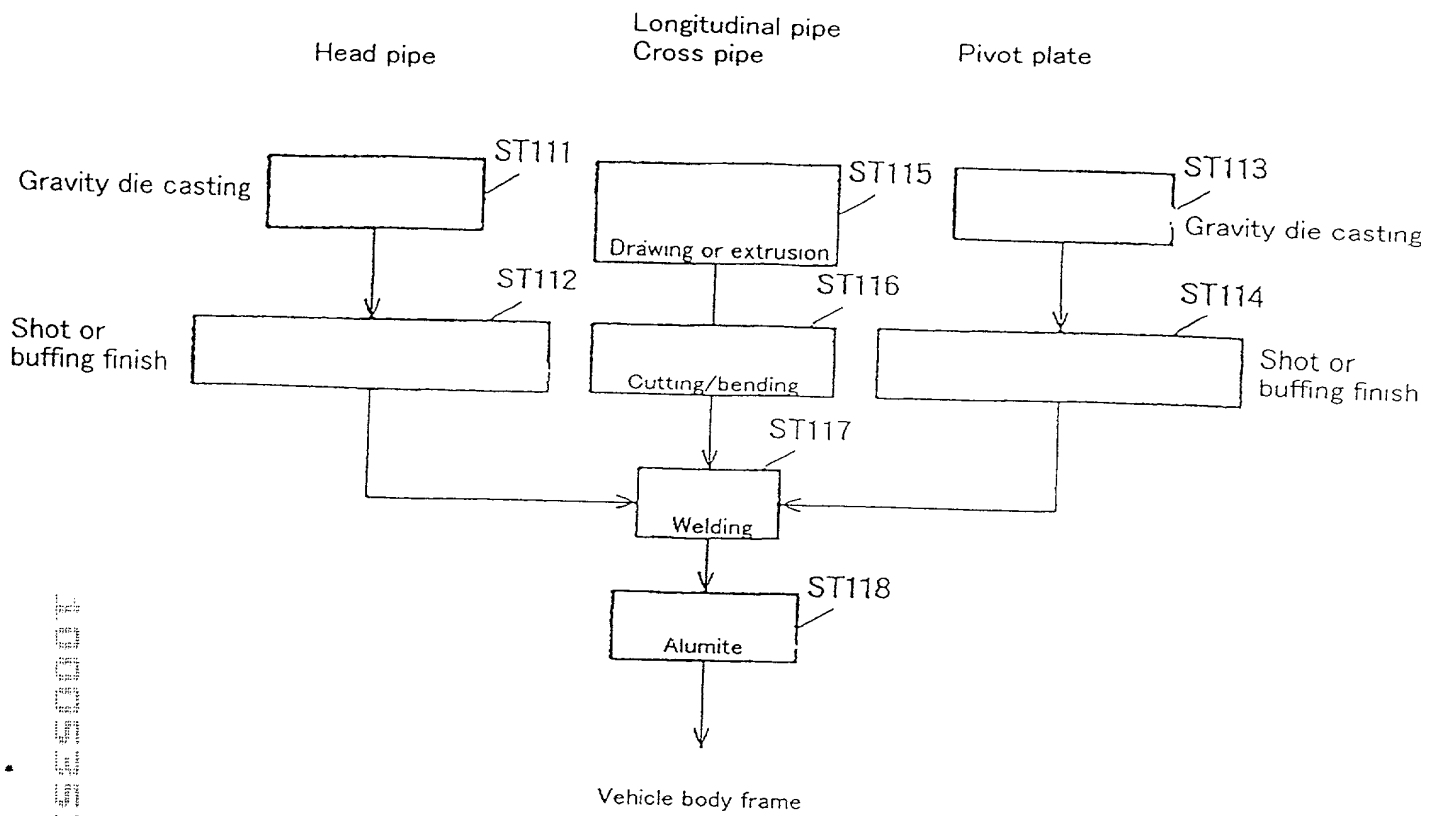 Head pipe
Longitudinal pipe
Cross pipe
Pivot plate
ST111
ST115
ST113
Gravity die casting
Drawing or extrusion
Gravity die casting
ST112
ST116
ST114
Shot or
buffing finish
Cutting/bending
Shot or
buffing finish
ST117
Welding
ST118
Alumite
Vehicle body frame